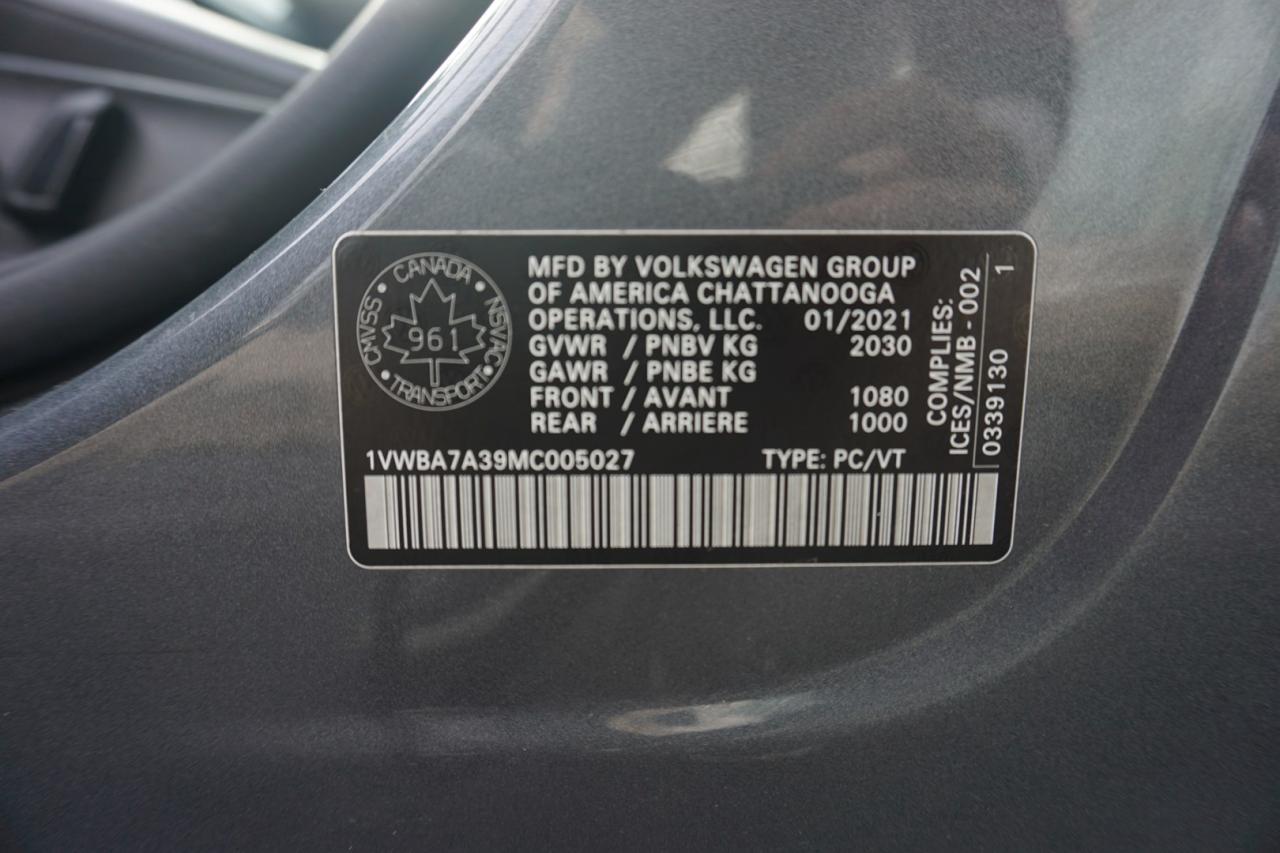 CANADA
CMVSS
NSVAC
961
TRANSPORT
MFD BY VOLKSWAGEN GROUP
OF AMERICA CHATTANOOGA
OPERATIONS, LLC. 01/2021
GVWR / PNBV KG 2030
GAWR / PNBE KG
FRONT / AVANT 1080
REAR / ARRIERE 1000
1VWBA7A39MC005027 TYPE: PC/VT
COMPLIES:
ICES/NMB - 002
0339130 1